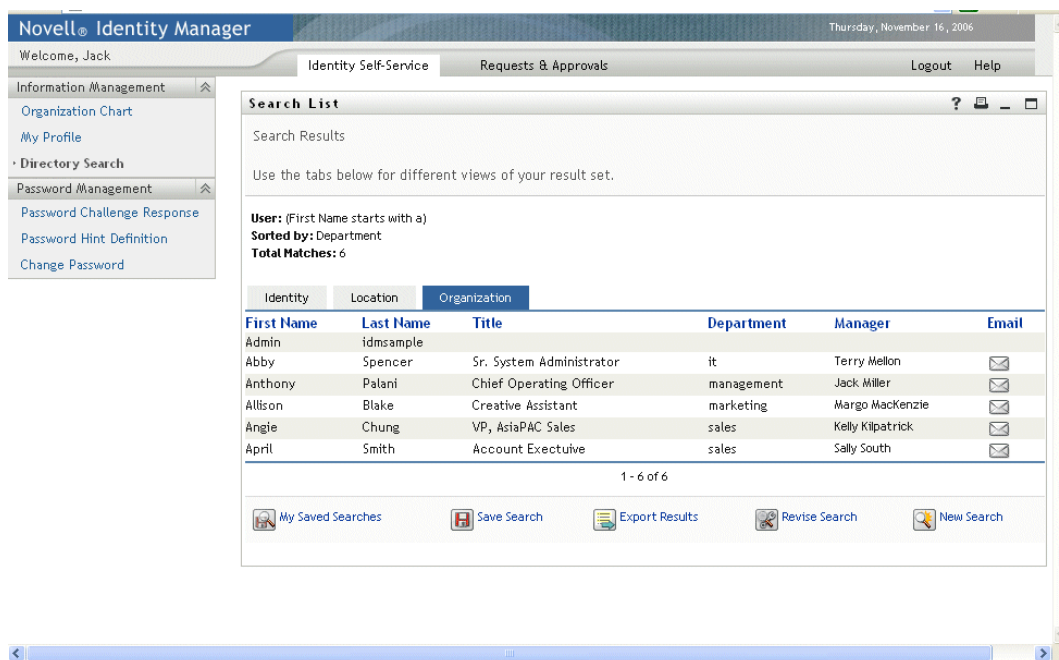 Novell® Identity Manager
Thursday, November 16, 2006
Welcome, Jack
Identity Self-Service
Requests & Approvals
Logout
Help
Information Management
Organization Chart
My Profile
Directory Search
Password Management
Password Challenge Response
Password Hint Definition
Change Password
Search List
?
Search Results
Use the tabs below for different views of your result set.
User: (First Name starts with a)
Sorted by: Department
Total Matches: 6
Identity Location Organization
First Name Last Name Title Department Manager Email
Admin idmsample
Abby Spencer Sr. System Administrator it Terry Mellon
Anthony Palani Chief Operating Officer management Jack Miller
Allison Blake Creative Assistant marketing Margo MacKenzie
Angie Chung VP, AsiaPAC Sales sales Kelly Kilpatrick
April Smith Account Exectuive sales Sally South
1 - 6 of 6
My Saved Searches Save Search Export Results Revise Search New Search